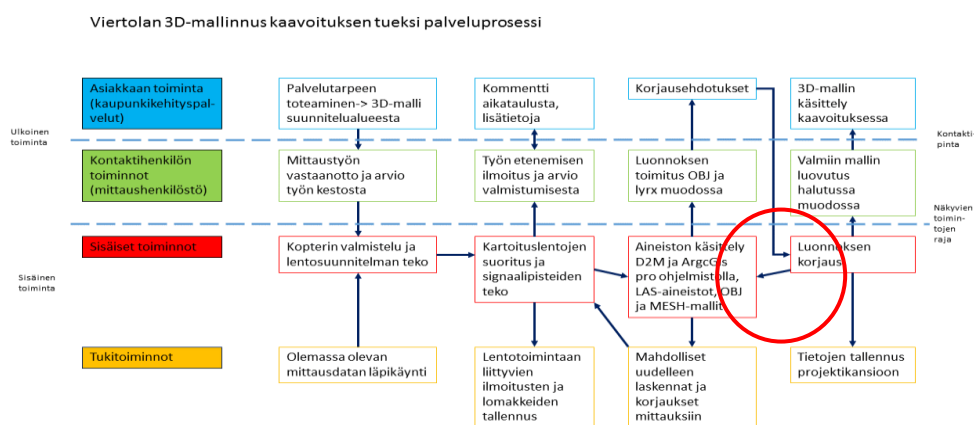 Viertolan 3D-mallinnus kaavoituksen tueksi palveluprosessi
Asiakkaan toiminta
(kaupunkikehityspal-
velut)
Palvelutarpeen
toteaminen-> 3D-malli
suunnitelualueesta
Kommentti
aikataulusta,
lisätietoja
Korjausehdotukset
3D-mallin
käsittely
kaavoituksessa
Ulkoinen
toiminta
Kontakti-
pinta
Kontaktihenkilön
toiminnot
(mittaushenkilöstö)
Mittaustyön
vastaanotto ja arvio
työn kestosta
Työn etenemisen
ilmoitus ja arvio
valmistumisesta
Luonnoksen
toimitus OBJ ja
lyrx muodossa
Valmiin mallin
luovutus
halutussa
muodossa
Näkyvien
toimin-
tojen
raja
Sisäiset toiminnot
Kopterin valmistelu ja
lentosuunnitelman teko
Kartoituslentojen
suoritus ja
signaalipisteiden
teko
Aineiston käsittely
D2M ja ArgcGis
pro ohjelmistolla,
LAS-aineistot, OBJ
ja MESH-mallit
Luonnoksen
korjaus
Sisäinen
toiminta
Tukitoiminnot
Olemassa olevan
mittausdatan läpikäynti
Lentotoimintaan
liittyvien
ilmoitusten ja
lomakkeiden
tallennus
Mahdolliset
uudelleen
laskennat ja
korjaukset
mittauksiin
Tietojen tallennus
projektikansioon